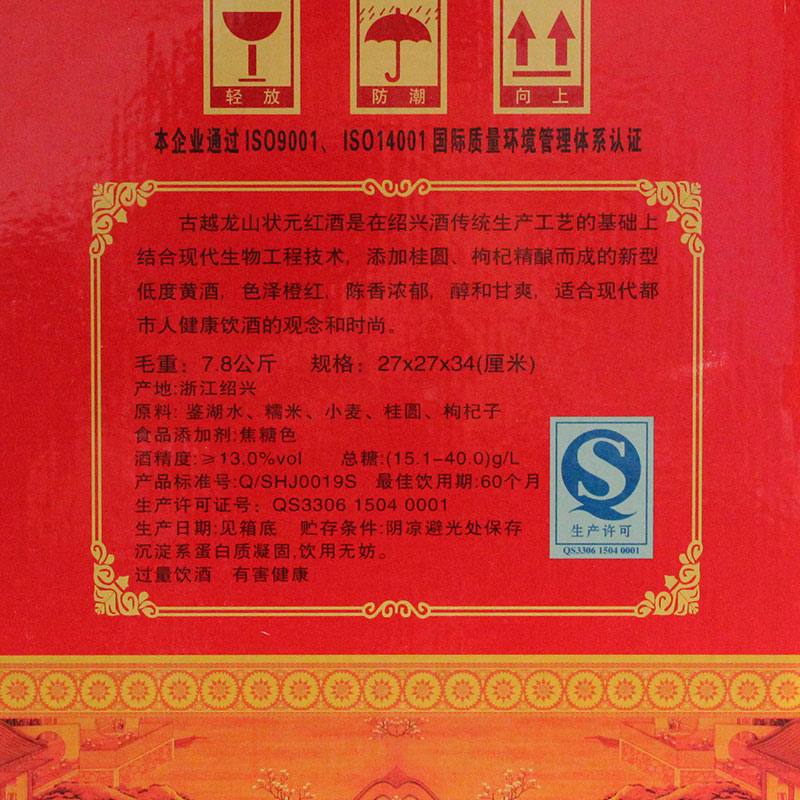 轻放
防潮
向上
本企业通过ISO9001、ISO14001国际质量环境管理体系认证
古越龙山状元红酒是在绍兴酒传统生产工艺的基础上
结合现代生物工程技术，添加桂圆、枸杞精酿而成的新型
低度黄酒，色泽橙红，陈香浓郁，醇和甘爽，适合现代都
市人健康饮酒的观念和时尚。
毛重：7.8公斤 规格：27x27x34(厘米)
产地:浙江绍兴
原料: 鉴湖水、糯米、小麦、桂圆、枸杞子
食品添加剂:焦糖色
酒精度:≥13.0%vol 总糖:(15.1-40.0)g/L
产品标准号:Q/SHJ0019S 最佳饮用期:60个月
生产许可证号：QS3306 1504 0001
生产日期:见箱底 贮存条件:阴凉避光处保存
沉淀系蛋白质凝固,饮用无妨。
过量饮酒 有害健康
QS
生产许可
QS3306 1504 0001